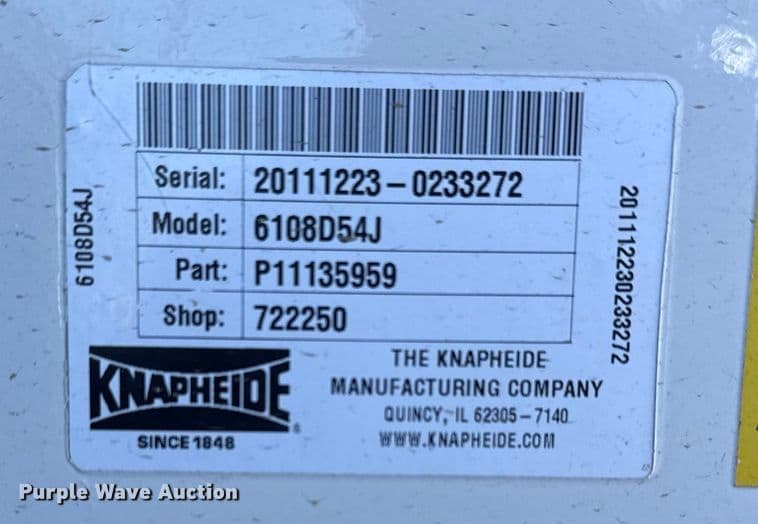 Serial: 20111223-0233272
Model: 6108D54J
Part: P11135959
Shop: 722250
6108D54J
201112230233272
KNAPHEIDE
SINCE 1848
THE KNAPHEIDE
MANUFACTURING COMPANY
QUINCY, IL 62305-7140
WWW.KNAPHEIDE.COM
Purple Wave Auction